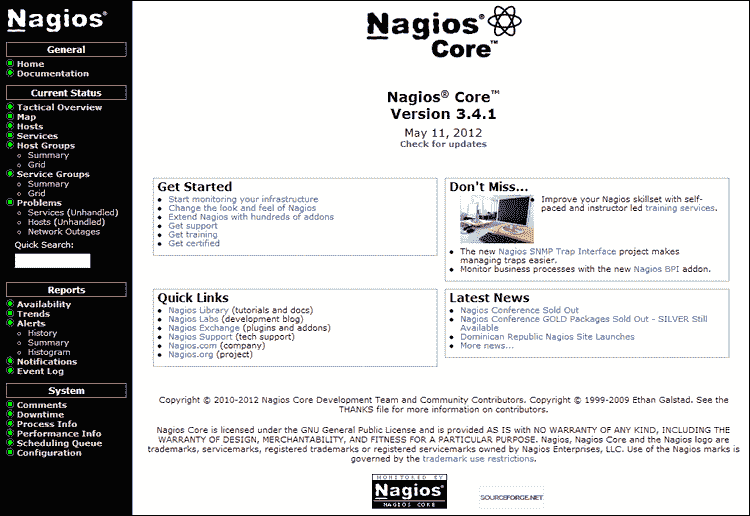 Nagios®
General
Home
Documentation
Current Status
Tactical Overview
Map
Hosts
Services
Host Groups
Summary
Grid
Service Groups
Summary
Grid
Problems
Services (Unhandled)
Hosts (Unhandled)
Network Outages
Quick Search:
Reports
Availability
Trends
Alerts
History
Summary
Histogram
Notifications
Event Log
System
Comments
Downtime
Process Info
Performance Info
Scheduling Queue
Configuration
Nagios®
Core™
Nagios® Core™
Version 3.4.1
May 11, 2012
Check for updates
Get Started
Start monitoring your infrastructure
Change the look and feel of Nagios
Extend Nagios with hundreds of addons
Get support
Get training
Get certified
Don't Miss...
Improve your Nagios skillset with self-
paced and instructor led training services.
The new Nagios SNMP Trap Interface project makes
managing traps easier.
Monitor business processes with the new Nagios BPI addon.
Quick Links
Nagios Library (tutorials and docs)
Nagios Labs (development blog)
Nagios Exchange (plugins and addons)
Nagios Support (tech support)
Nagios.com (company)
Nagios.org (project)
Latest News
Nagios Conference Sold Out
Nagios Conference GOLD Packages Sold Out - SILVER Still
Available
Dominican Republic Nagios Site Launches
More news...
Copyright © 2010-2012 Nagios Core Development Team and Community Contributors. Copyright © 1999-2009 Ethan Galstad. See the
THANKS file for more information on contributors.
Nagios Core is licensed under the GNU General Public License and is provided AS IS with NO WARRANTY OF ANY KIND, INCLUDING THE
WARRANTY OF DESIGN, MERCHANTABILITY, AND FITNESS FOR A PARTICULAR PURPOSE. Nagios, Nagios Core and the Nagios logo are
trademarks, servicemarks, registered trademarks or registered servicemarks owned by Nagios Enterprises, LLC. Use of the Nagios marks is
governed by the trademark use restrictions.
MONITORED BY
Nagios®
NAGIOS CORE
SOURCEFORGE.NET